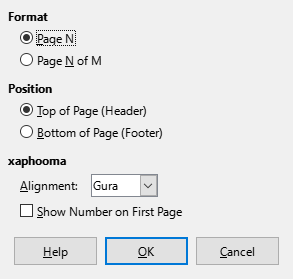 Format
Page N
Page N of M
Position
Top of Page (Header)
Bottom of Page (Footer)
xaphooma
Alignment: Gura
Show Number on First Page
Help OK Cancel